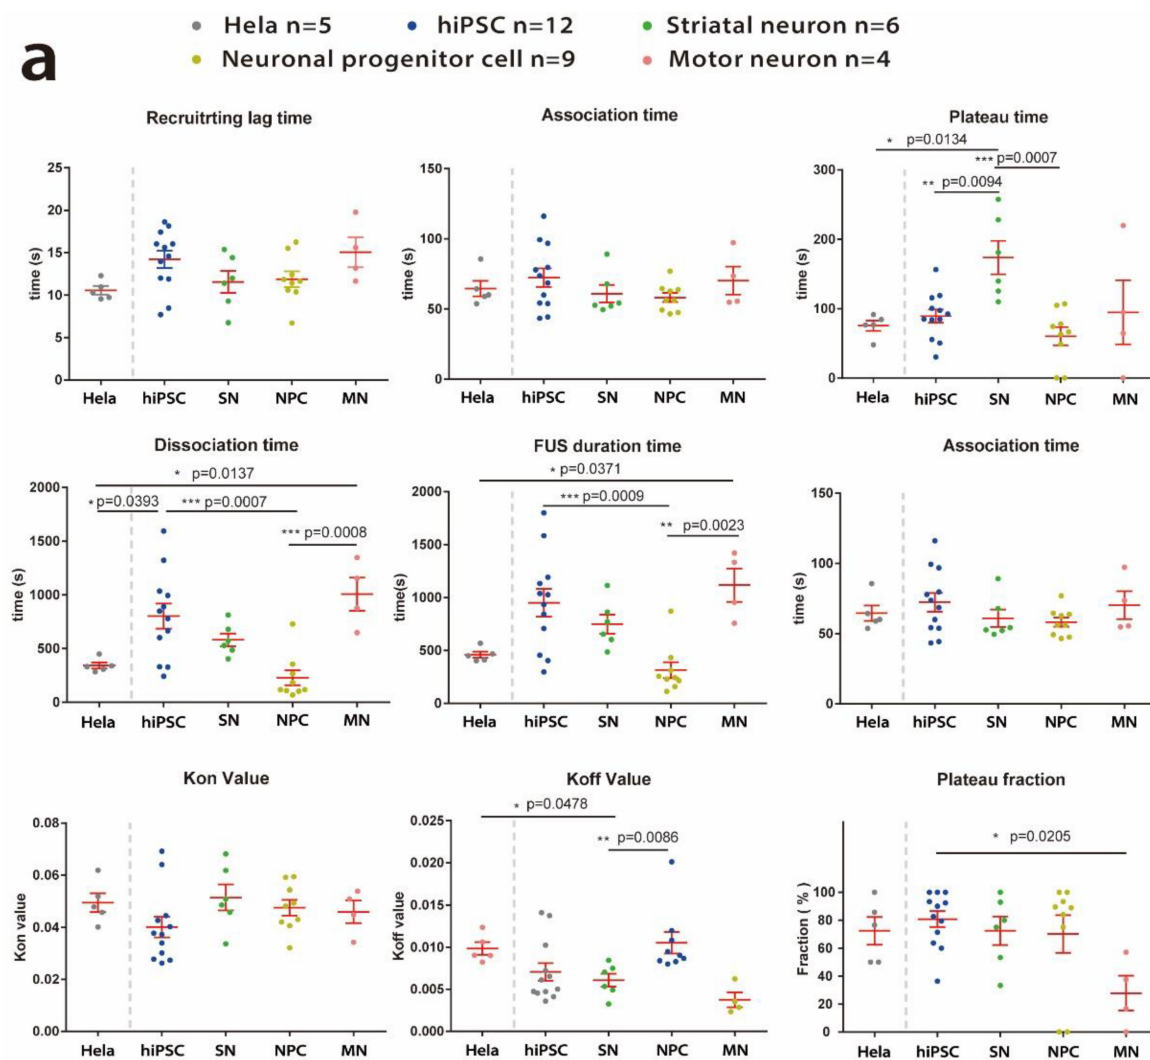 a
Hela n=5
hiPSC n=12
Striatal neuron n=6
Neuronal progenitor cell n=9
Motor neuron n=4
Recruitrting lag time
time (s)
25
20
15
10
5
0
Hela hiPSC SN NPC MN
Association time
time (s)
150
100
50
0
Hela hiPSC SN NPC MN
Plateau time
* p=0.0134
*** p=0.0007
** p=0.0094
time (s)
300
200
100
0
Hela hiPSC SN NPC MN
Dissociation time
* p=0.0137
* p=0.0393
*** p=0.0007
*** p=0.0008
time (s)
2000
1500
1000
500
0
Hela hiPSC SN NPC MN
FUS duration time
* p=0.0371
*** p=0.0009
** p=0.0023
time(s)
2000
1500
1000
500
0
Hela hiPSC SN NPC MN
Association time
time (s)
150
100
50
0
Hela hiPSC SN NPC MN
Kon Value
Kon value
0.08
0.06
0.04
0.02
0.00
Hela hiPSC SN NPC MN
Koff Value
* p=0.0478
** p=0.0086
Koff value
0.025
0.020
0.015
0.010
0.005
0.000
Hela hiPSC SN NPC MN
Plateau fraction
* p=0.0205
Fraction ( % )
100
80
60
40
20
0
Hela hiPSC SN NPC MN